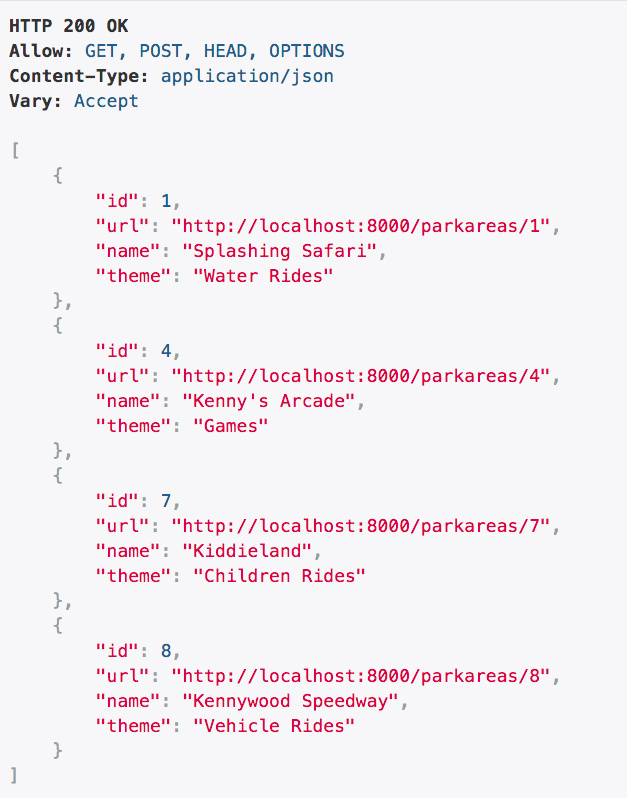 HTTP 200 OK
Allow: GET, POST, HEAD, OPTIONS
Content-Type: application/json
Vary: Accept
[
    {
        "id": 1,
        "url": "http://localhost:8000/parkareas/1",
        "name": "Splashing Safari",
        "theme": "Water Rides"
    },
    {
        "id": 4,
        "url": "http://localhost:8000/parkareas/4",
        "name": "Kenny's Arcade",
        "theme": "Games"
    },
    {
        "id": 7,
        "url": "http://localhost:8000/parkareas/7",
        "name": "Kiddieland",
        "theme": "Children Rides"
    },
    {
        "id": 8,
        "url": "http://localhost:8000/parkareas/8",
        "name": "Kennywood Speedway",
        "theme": "Vehicle Rides"
    }
]